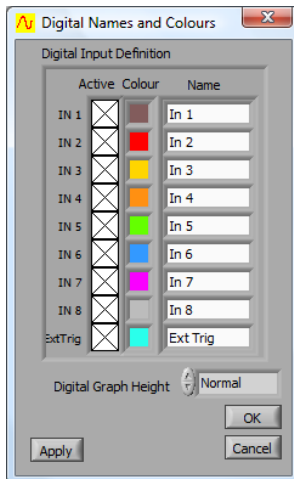 Digital Names and Colours
Digital Input Definition
Active Colour Name
IN 1 In 1
IN 2 In 2
IN 3 In 3
IN 4 In 4
IN 5 In 5
IN 6 In 6
IN 7 In 7
IN 8 In 8
ExtTrig Ext Trig
Digital Graph Height Normal
OK
Apply Cancel